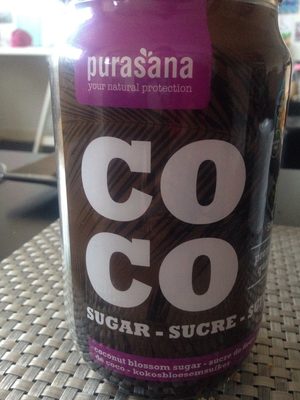 purasana
your natural protection
CO
CO
SUGAR - SUCRE -
coconut blossom sugar - sucre de
de coco - kokosbloesemsuiker